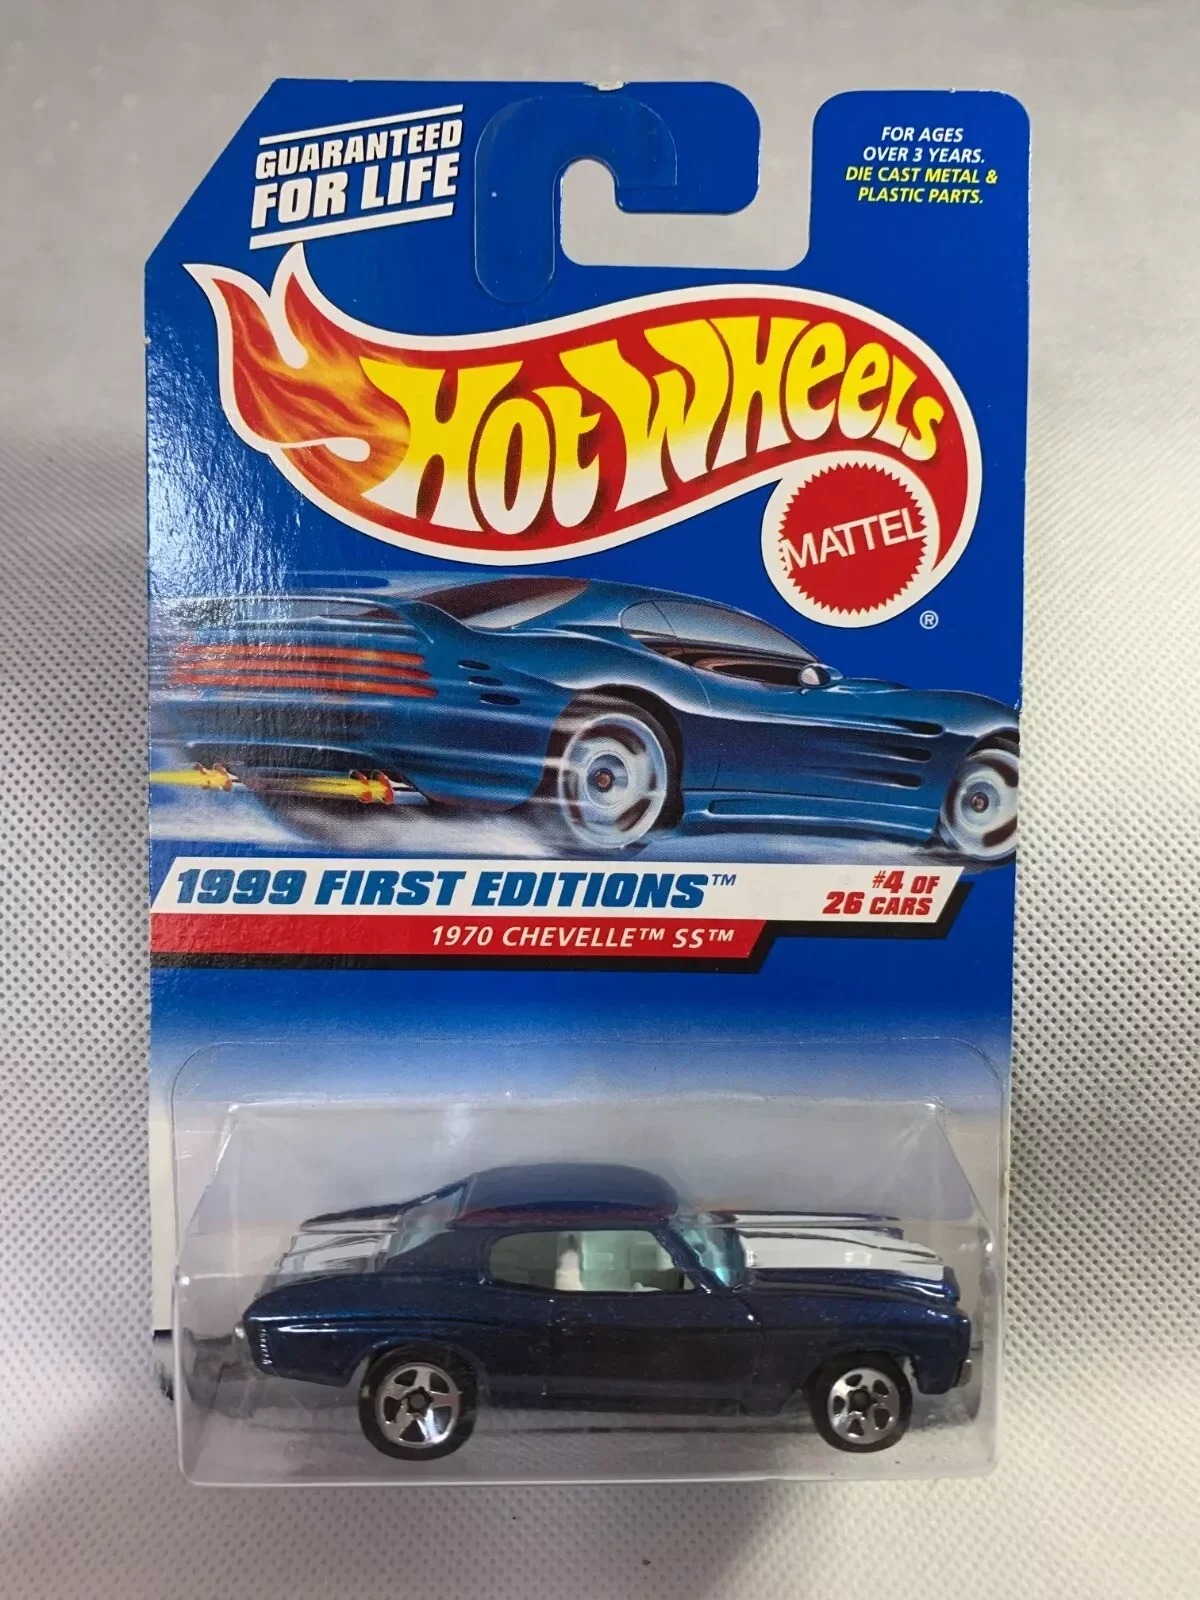 GUARANTEED
FOR LIFE
FOR AGES
OVER 3 YEARS.
DIE CAST METAL &
PLASTIC PARTS.
HOT WHEELS
MATTEL
®
1999 FIRST EDITIONS™
#4 OF
26 CARS
1970 CHEVELLE™ SS™